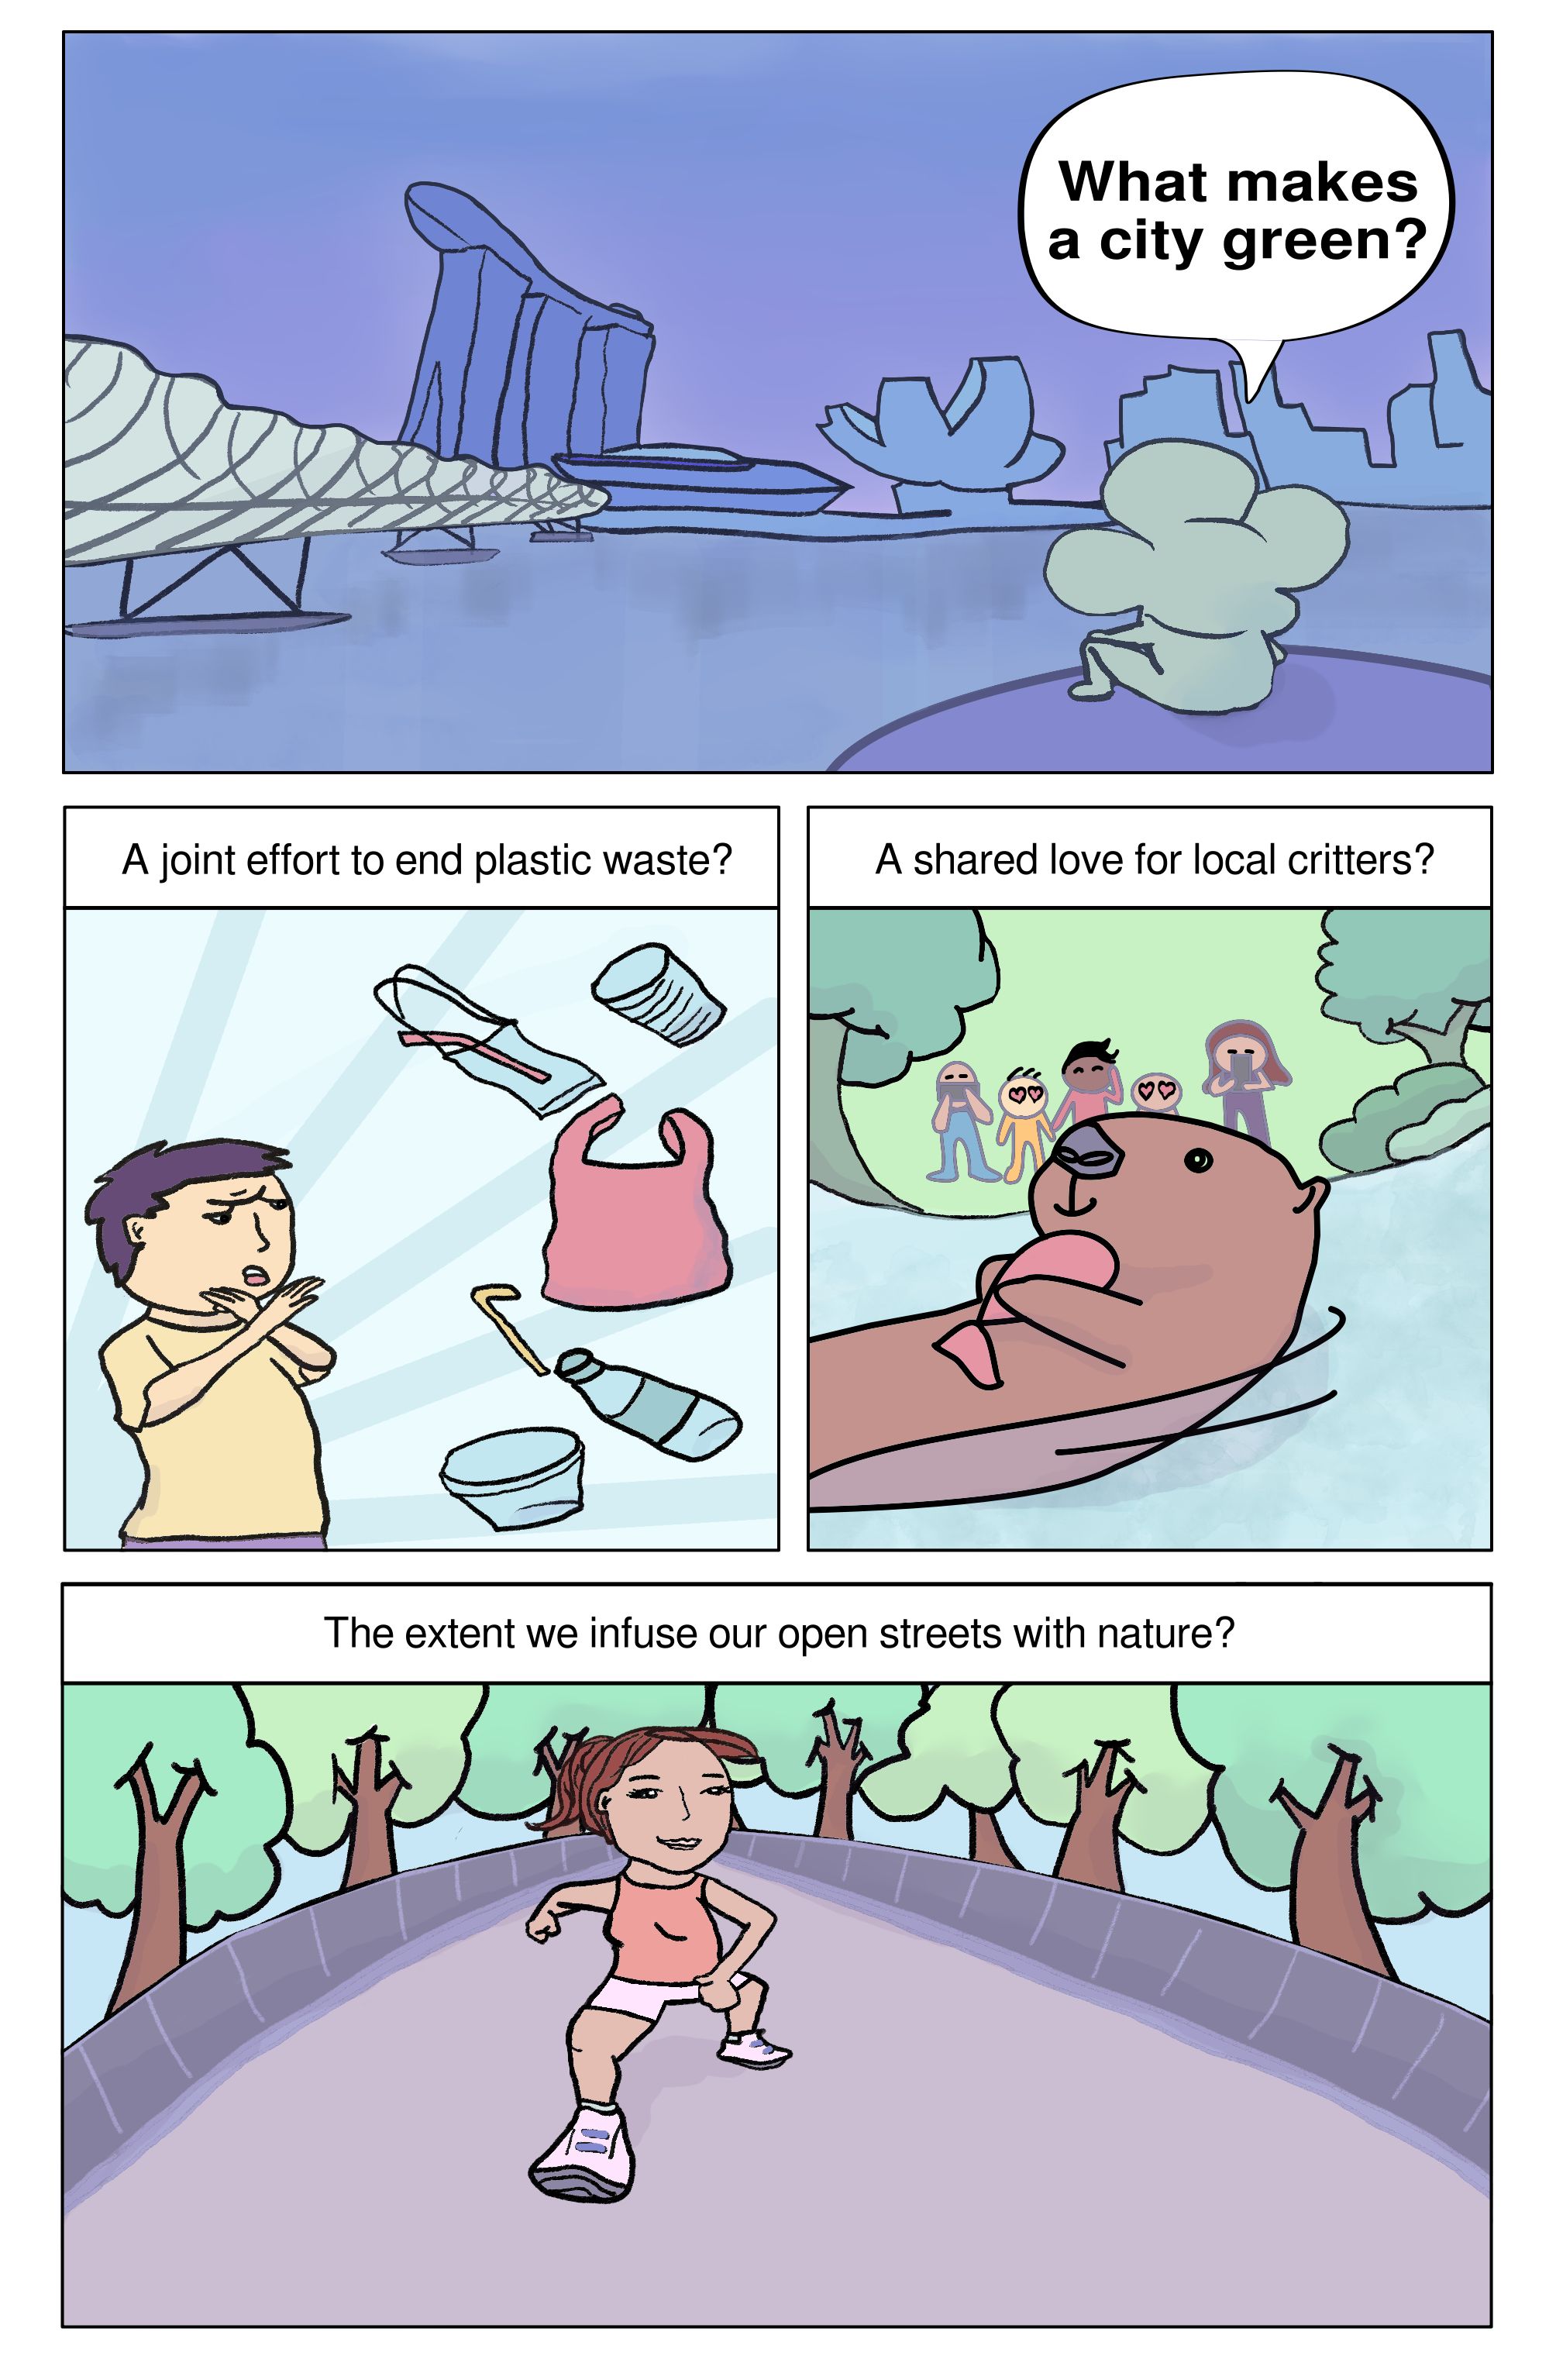 What makes
a city green?
A joint effort to end plastic waste?
A shared love for local critters?
The extent we infuse our open streets with nature?